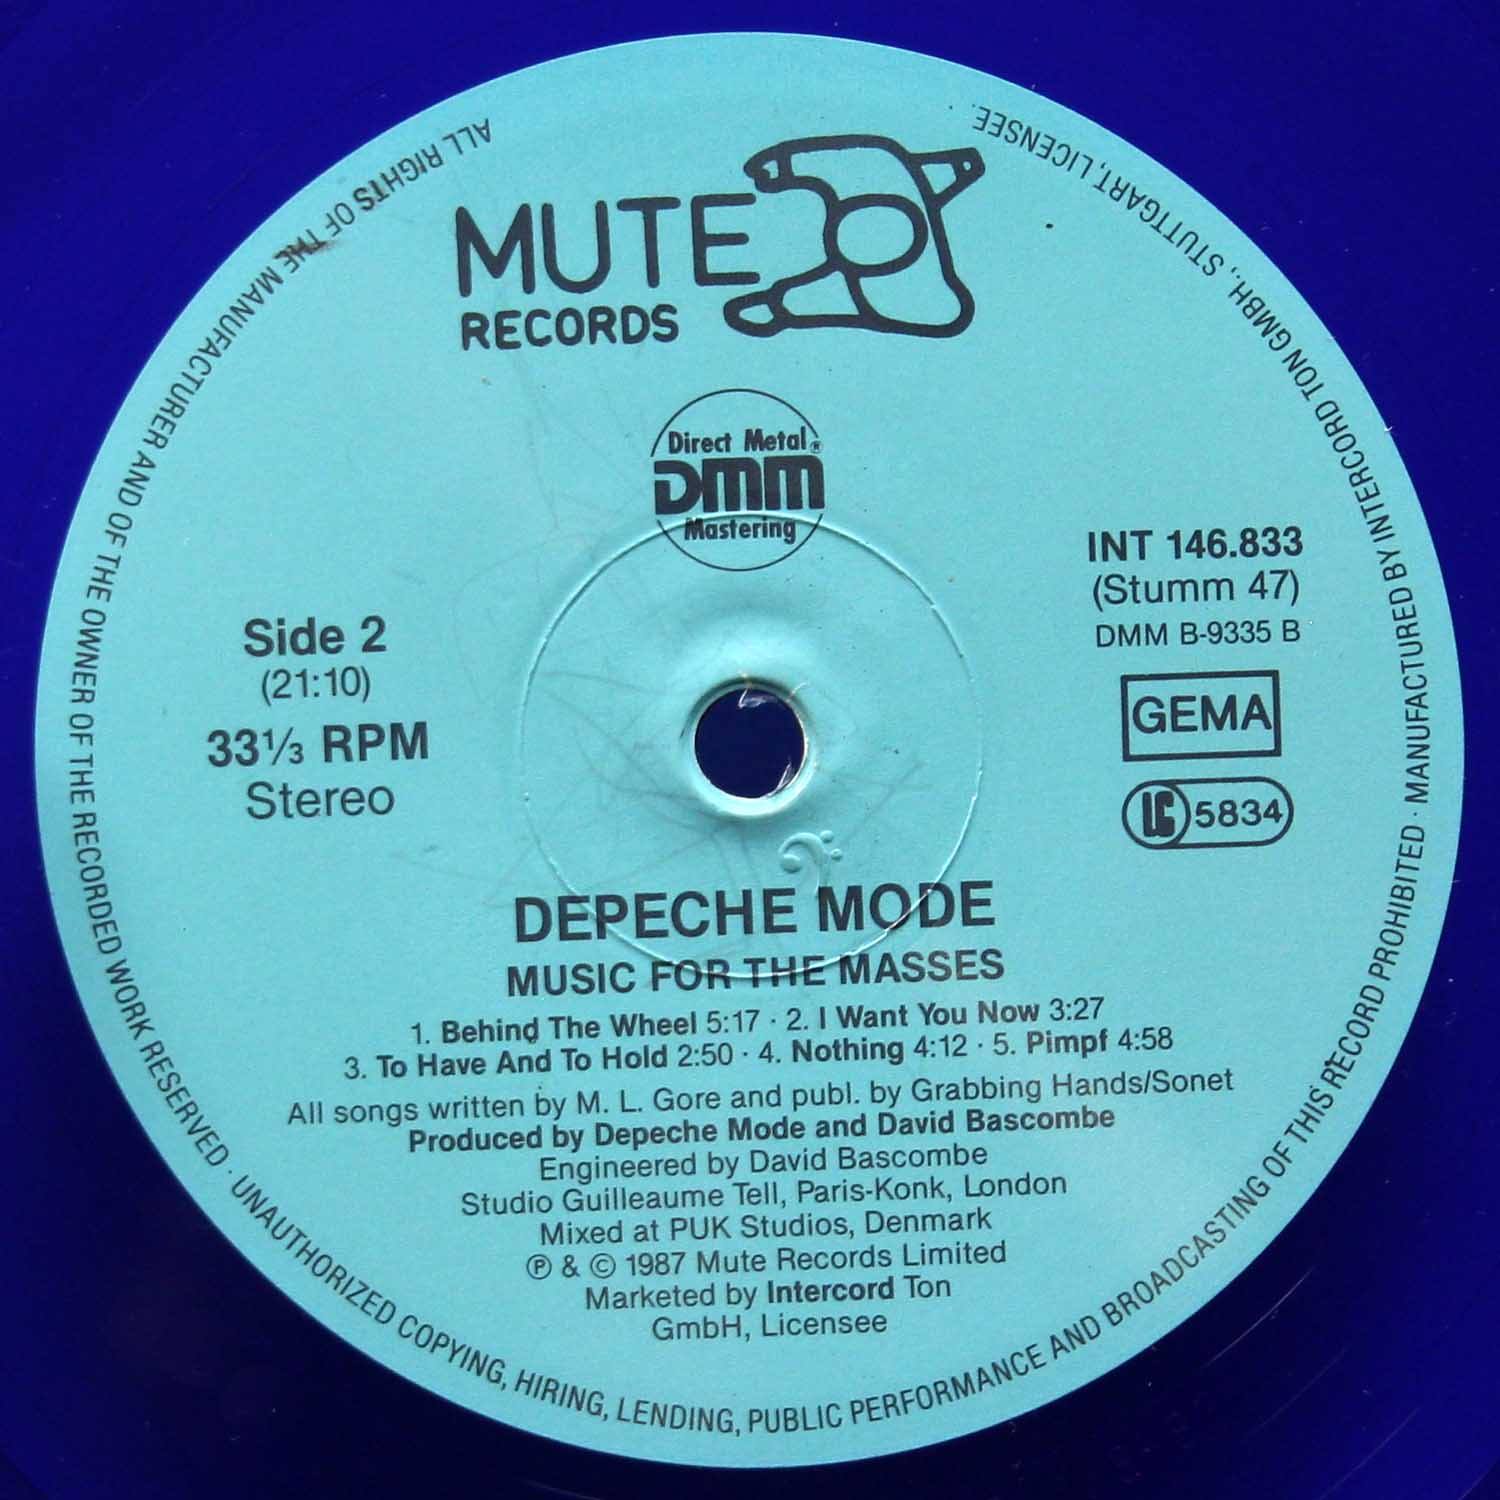 MUTE
RECORDS
Direct Metal ®
DMM
Mastering
INT 146.833
(Stumm 47)
DMM B-9335 B
GEMA
LC 5834
Side 2
(21:10)
33⅓ RPM
Stereo
DEPECHE MODE
MUSIC FOR THE MASSES
1. Behind The Wheel 5:17 · 2. I Want You Now 3:27
3. To Have And To Hold 2:50 · 4. Nothing 4:12 · 5. Pimpf 4:58
All songs written by M. L. Gore and publ. by Grabbing Hands/Sonet
Produced by Depeche Mode and David Bascombe
Engineered by David Bascombe
Studio Guilleaume Tell, Paris-Konk, London
Mixed at PUK Studios, Denmark
℗ & © 1987 Mute Records Limited
Marketed by Intercord Ton
GmbH, Licensee
ALL RIGHTS OF THE MANUFACTURER AND OF THE OWNER OF THE RECORDED WORK RESERVED · UNAUTHORIZED COPYING, HIRING, LENDING, PUBLIC PERFORMANCE AND BROADCASTING OF THIS RECORD PROHIBITED · MANUFACTURED BY INTERCORD TON GMBH., STUTTGART, LICENSEE.